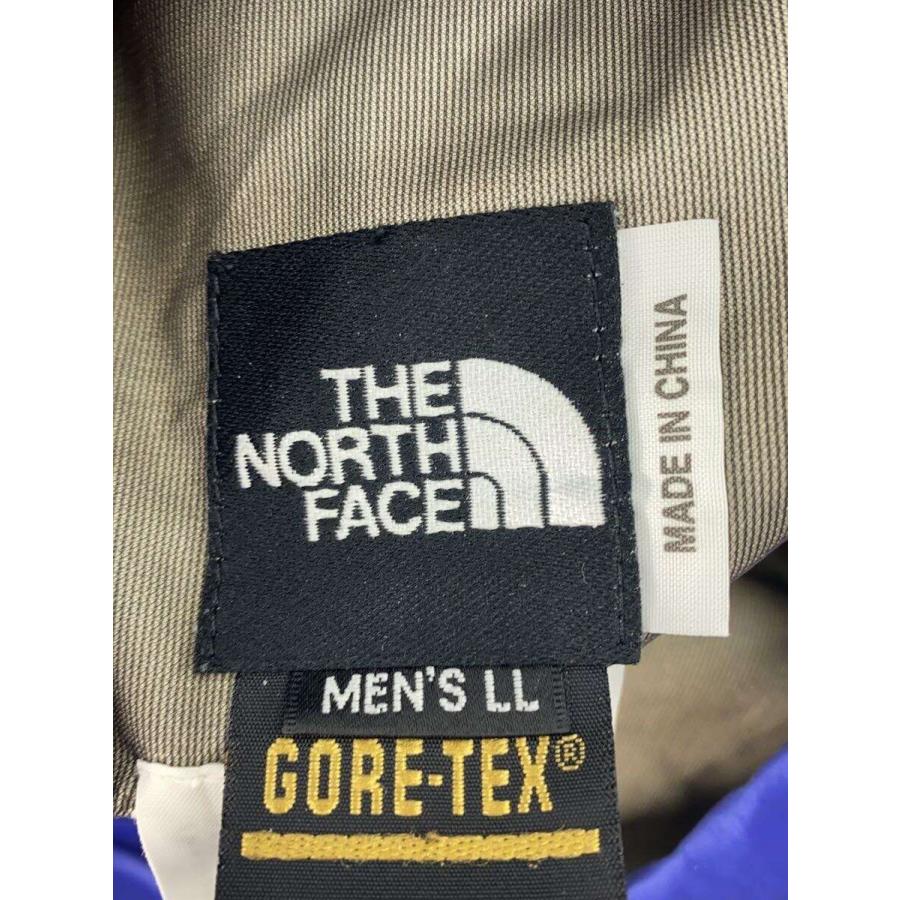 THE
NORTH
FACE
MADE IN CHINA
MEN'S LL
GORE-TEX®